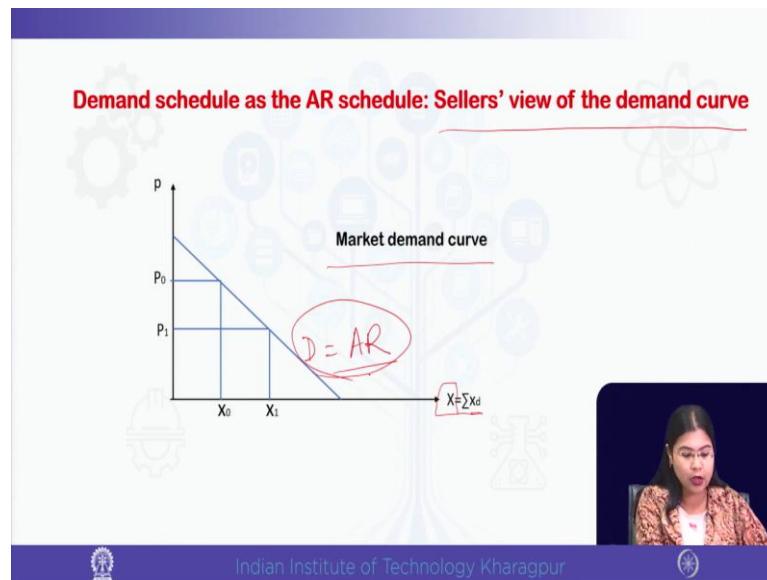 Demand schedule as the AR schedule: Sellers' view of the demand curve
p
Market demand curve
P0
P1
D = AR
X0 X1
X=∑xd
Indian Institute of Technology Kharagpur